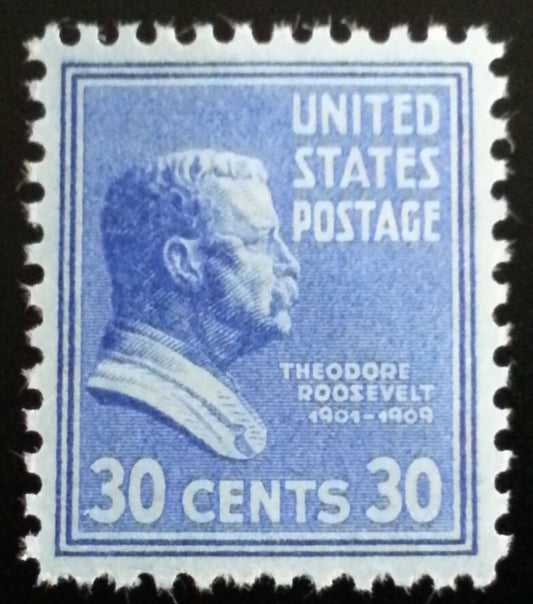 UNITED
STATES
POSTAGE
THEODORE
ROOSEVELT
1901-1909
30 CENTS 30